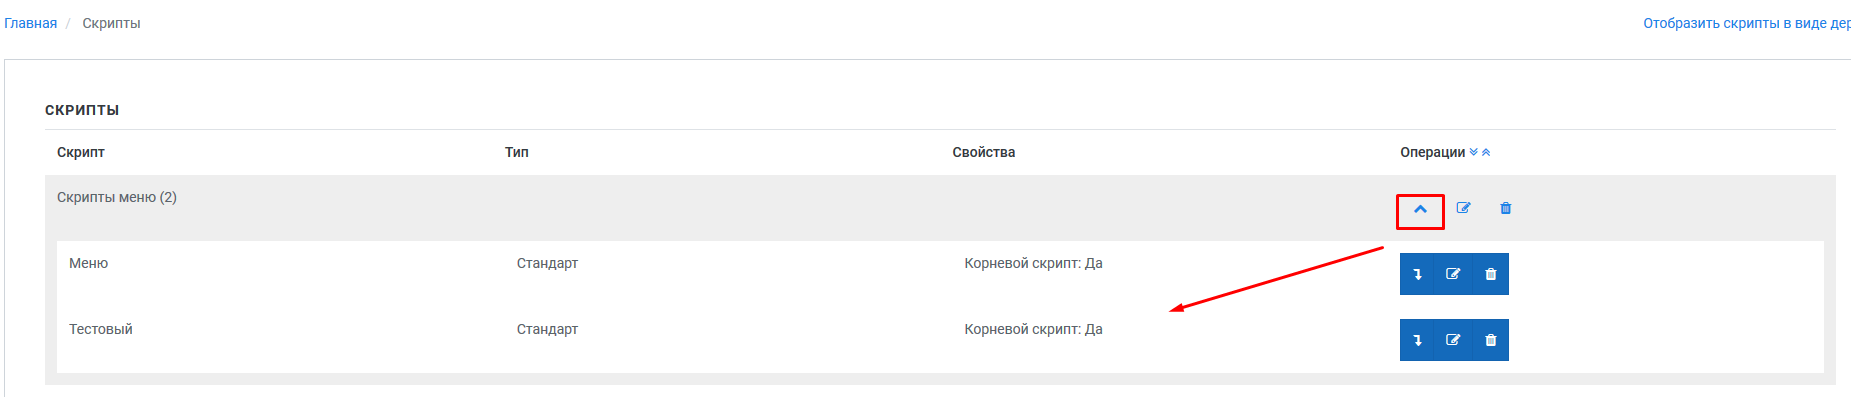 Главная / Скрипты
Отобразить скрипты в виде
СКРИПТЫ
Скрипт Тип Свойства Операции
Скрипты меню (2)
Меню Стандарт Корневой скрипт: Да
Тестовый Стандарт Корневой скрипт: Да